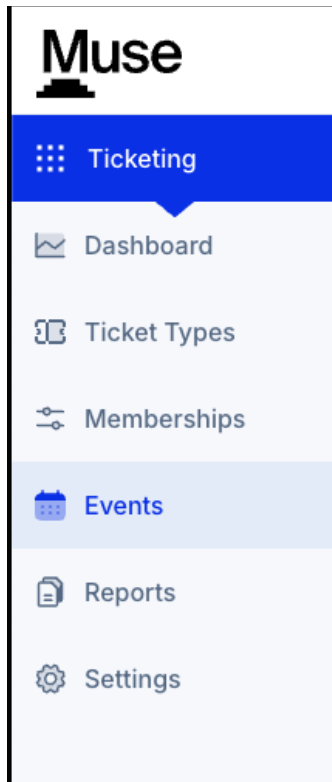 Muse
Ticketing
Dashboard
Ticket Types
Memberships
Events
Reports
Settings